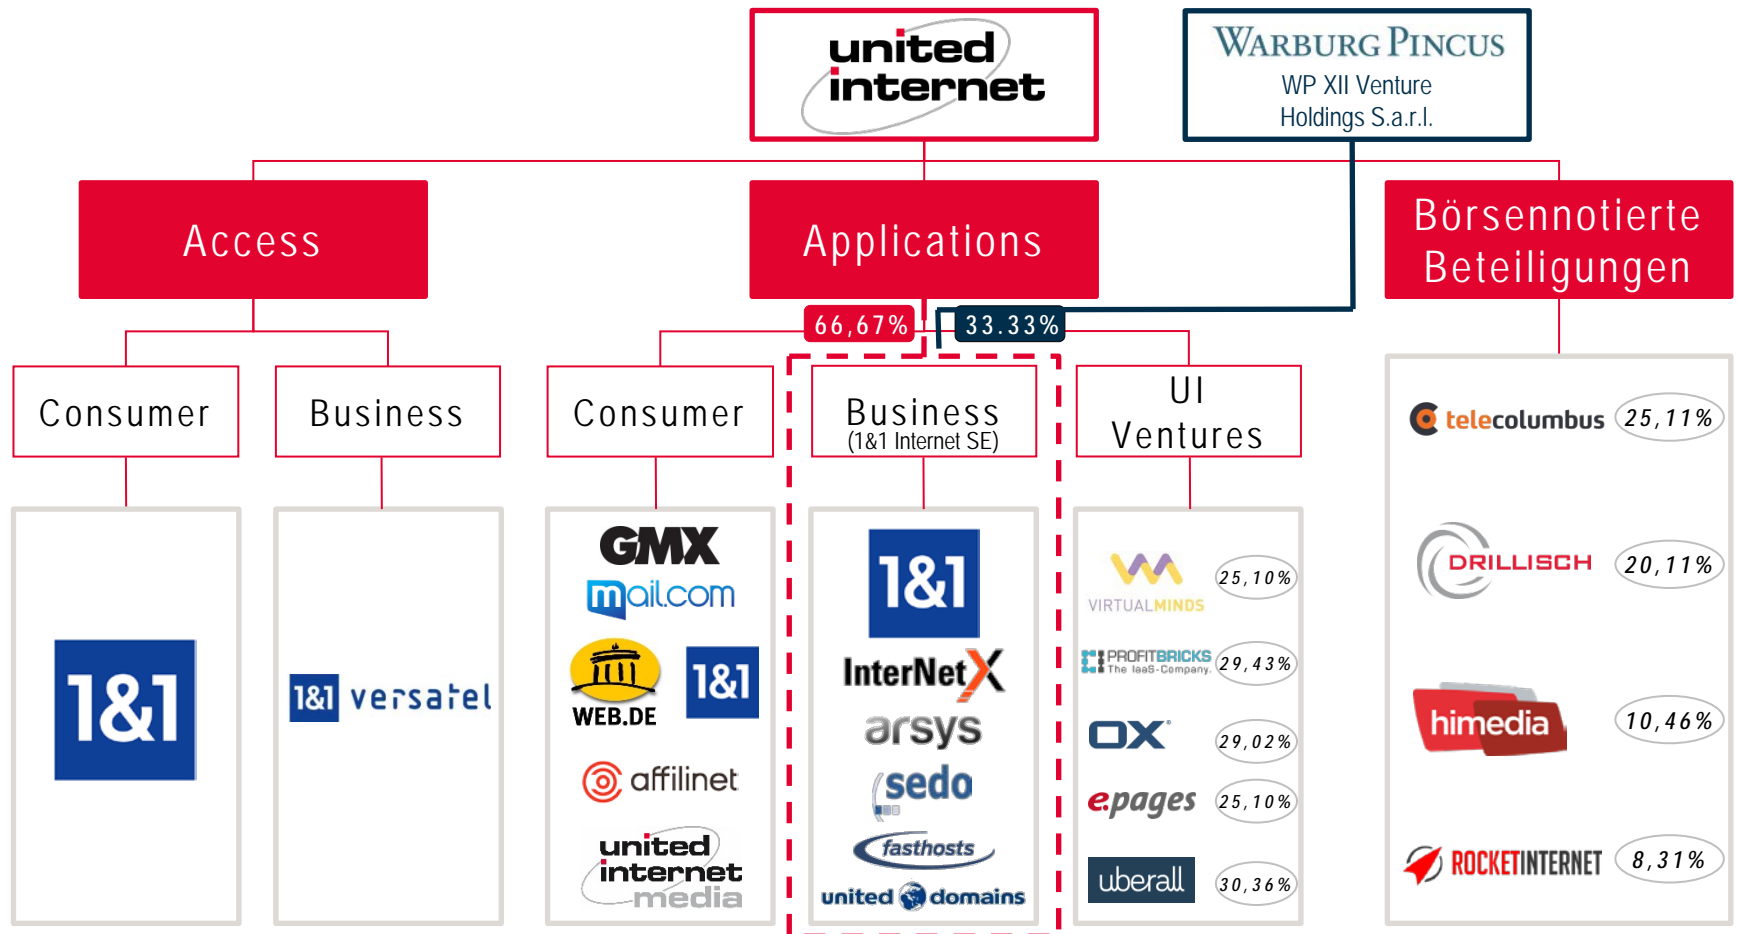 united
internet
WARBURG PINCUS
WP XII Venture
Holdings S.a.r.l.
Access
Applications
Börsennotierte
Beteiligungen
66,67%
33.33%
Consumer
Business
Consumer
Business
(1&1 Internet SE)
UI
Ventures
1&1
1&1 versatel
GMX
mail.com
WEB.DE
1&1
affilinet
united
internet
media
1&1
InterNetX
arsys
sedo
fasthosts
united domains
VIRTUALMINDS
25,10%
PROFITBRICKS
The IaaS-Company.
29,43%
OX
29,02%
e.pages
25,10%
uberall
30,36%
telecolumbus
25,11%
DRILLISCH
20,11%
himedia
10,46%
ROCKET INTERNET
8,31%